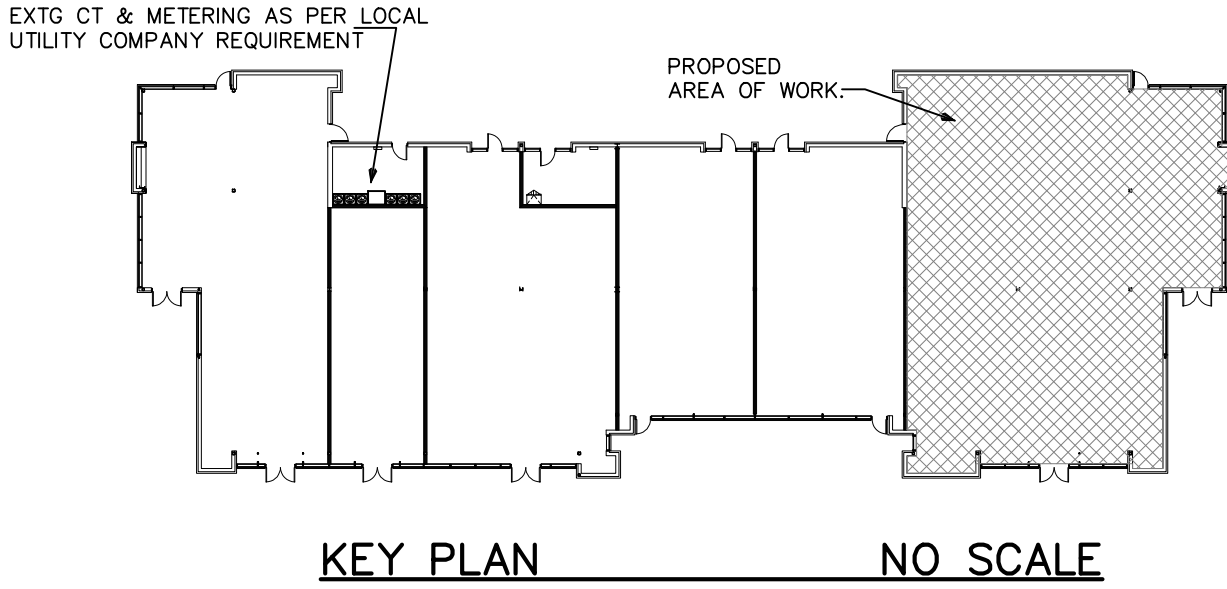 EXTG CT & METERING AS PER LOCAL
UTILITY COMPANY REQUIREMENT
PROPOSED
AREA OF WORK.
KEY PLAN NO SCALE